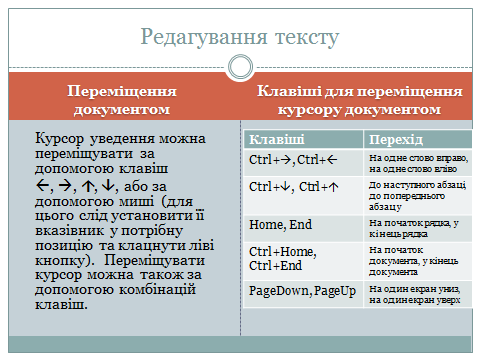 Редагування тексту
Переміщення
документом
Клавіші для переміщення
курсору документом
Курсор уведення можна
переміщувати за
допомогою клавіш
←, →, ↑, ↓, або за
допомогою миші (для
цього слід установити її
вказівник у потрібну
позицію та клацнути ліві
кнопку). Переміщувати
курсор можна також за
допомогою комбінацій
клавіш.
Клавіші Перехід
Ctrl+→, Ctrl+← На одне слово вправо,
на одне слово вліво
Ctrl+↓, Ctrl+↑ До наступного абзацу,
до попереднього
абзацу
Home, End На початок рядка, у
кінець рядка
Ctrl+Home, На початок
Ctrl+End документа, у кінець
документа
PageDown, PageUp На один екран униз,
на один екран уверх